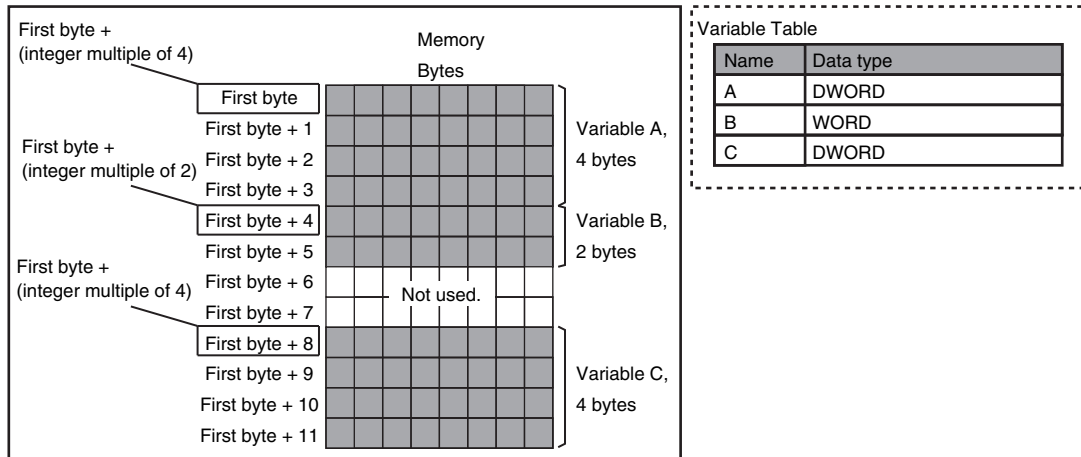 First byte +
(integer multiple of 4)
Memory
Bytes
First byte
First byte + 1
First byte + 2
First byte + 3
Variable A,
4 bytes
First byte +
(integer multiple of 2)
First byte + 4
First byte + 5
Variable B,
2 bytes
First byte +
(integer multiple of 4)
First byte + 6
First byte + 7
Not used.
First byte + 8
First byte + 9
First byte + 10
First byte + 11
Variable C,
4 bytes
Variable Table
Name Data type
A DWORD
B WORD
C DWORD